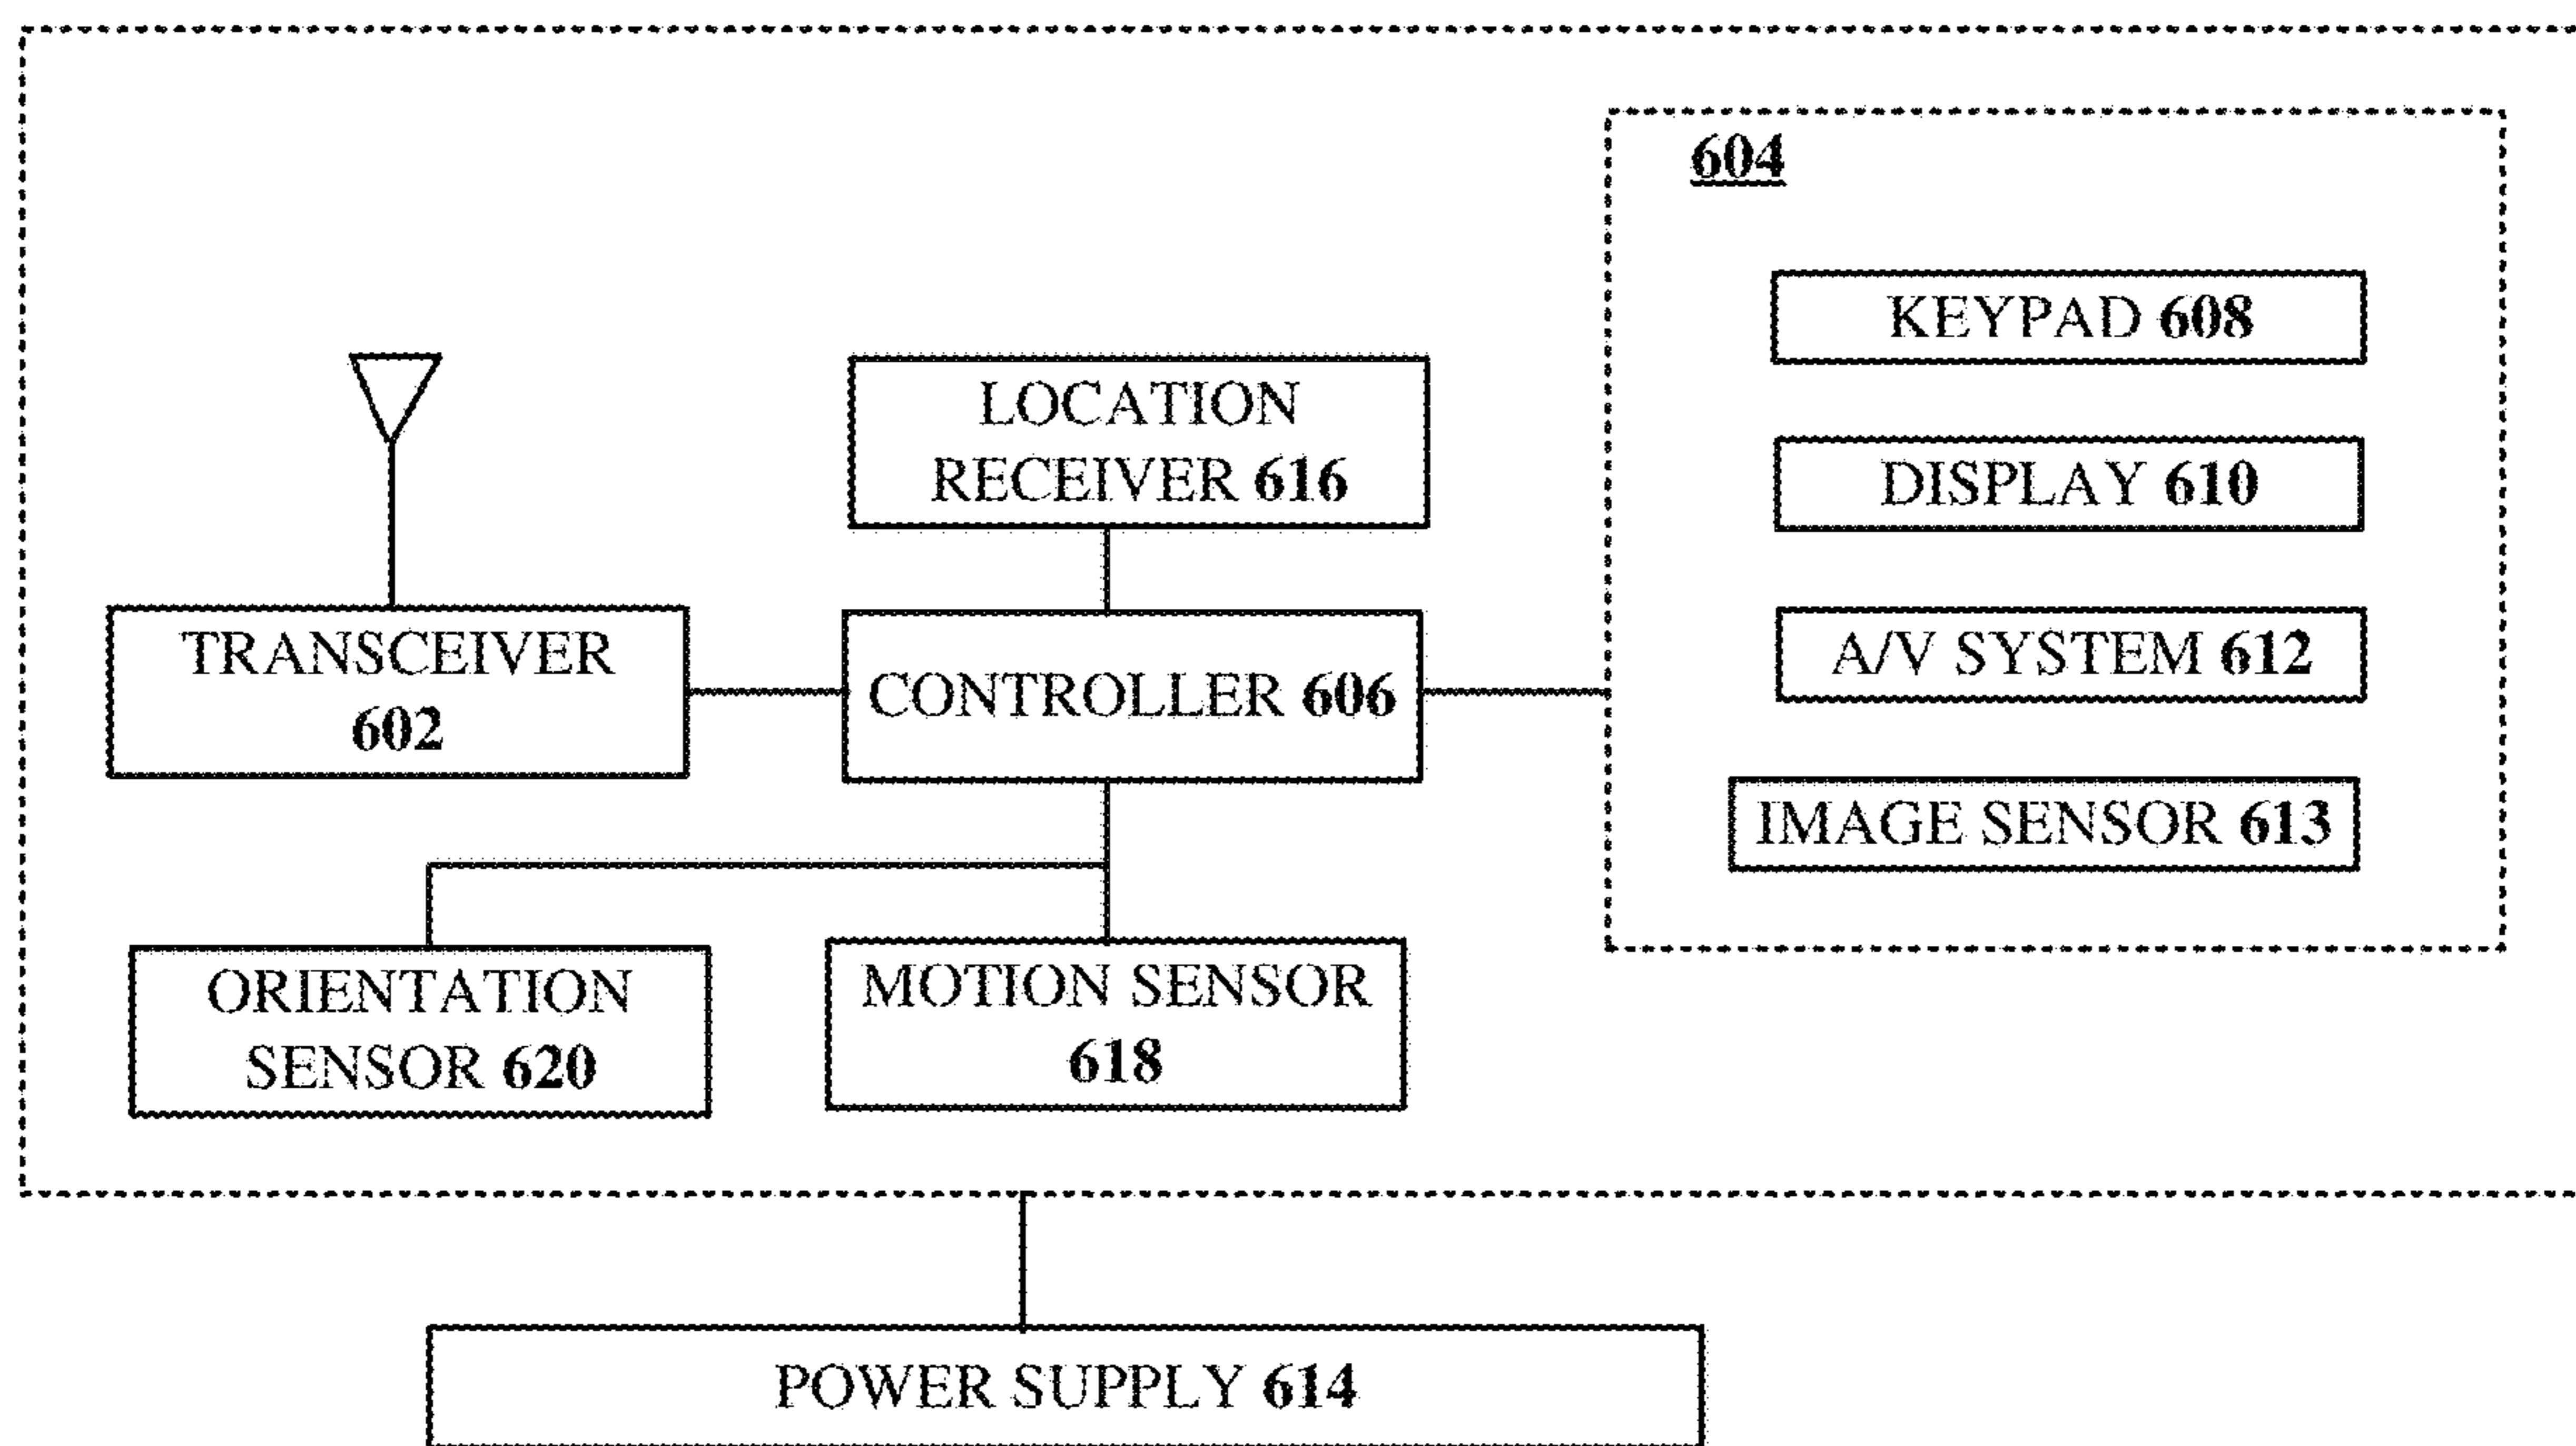 604
KEYPAD 608
LOCATION
RECEIVER 616
DISPLAY 610
TRANSCEIVER
602
CONTROLLER 606
A/V SYSTEM 612
IMAGE SENSOR 613
ORIENTATION
SENSOR 620
MOTION SENSOR
618
POWER SUPPLY 614